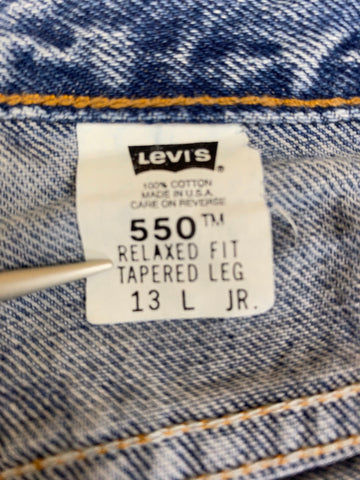 LEVI'S ®
100% COTTON
MADE IN U.S.A.
CARE ON REVERSE
550™
RELAXED FIT
TAPERED LEG
13 L JR.